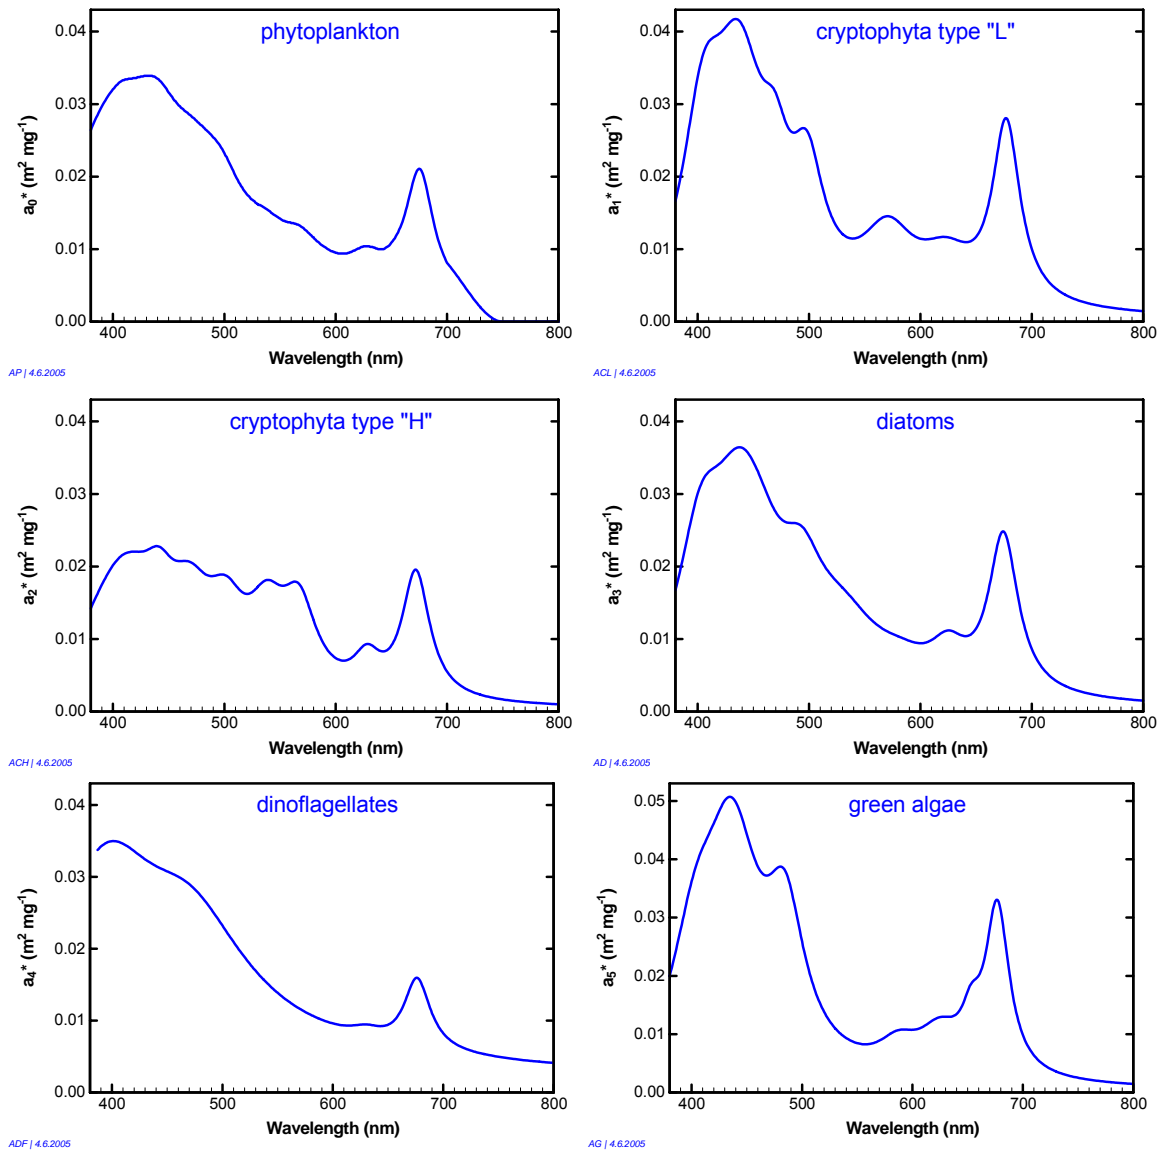 phytoplankton
a0* (m2 mg-1)
0.04
0.03
0.02
0.01
0.00
400 500 600 700 800
Wavelength (nm)
AP | 4.6.2005
cryptophyta type "L"
a1* (m2 mg-1)
0.04
0.03
0.02
0.01
0.00
400 500 600 700 800
Wavelength (nm)
ACL | 4.6.2005
cryptophyta type "H"
a2* (m2 mg-1)
0.04
0.03
0.02
0.01
0.00
400 500 600 700 800
Wavelength (nm)
ACH | 4.6.2005
diatoms
a3* (m2 mg-1)
0.04
0.03
0.02
0.01
0.00
400 500 600 700 800
Wavelength (nm)
AD | 4.6.2005
dinoflagellates
a4* (m2 mg-1)
0.04
0.03
0.02
0.01
0.00
400 500 600 700 800
Wavelength (nm)
ADF | 4.6.2005
green algae
a5* (m2 mg-1)
0.05
0.04
0.03
0.02
0.01
0.00
400 500 600 700 800
Wavelength (nm)
AG | 4.6.2005